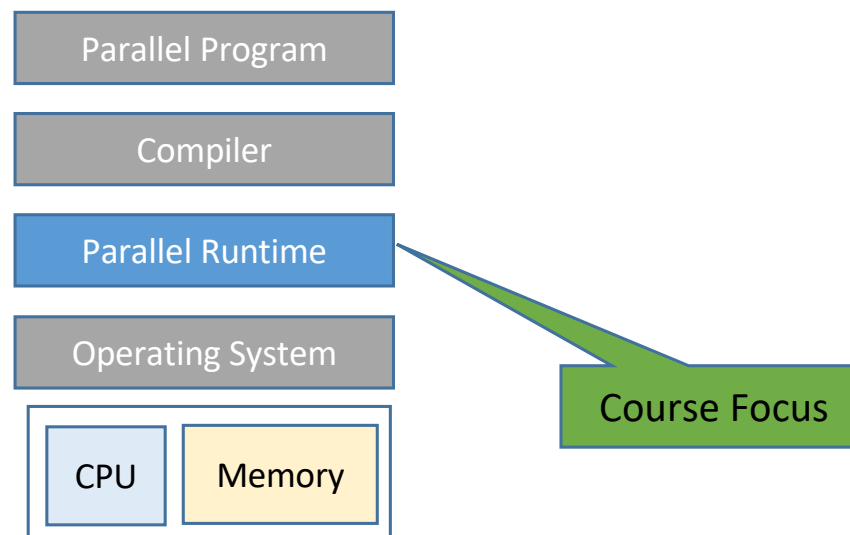 Parallel Program
Compiler
Parallel Runtime
Operating System
Course Focus
CPU
Memory